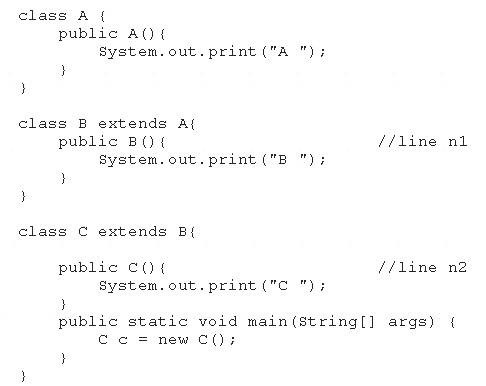 class A {
    public A(){
        System.out.print("A ");
    }
}
class B extends A{
    public B(){                     //line n1
        System.out.print("B ");
    }
}
class C extends B{
    public C(){                     //line n2
        System.out.print("C ");
    }
    public static void main(String[] args) {
        C c = new C();
    }
}